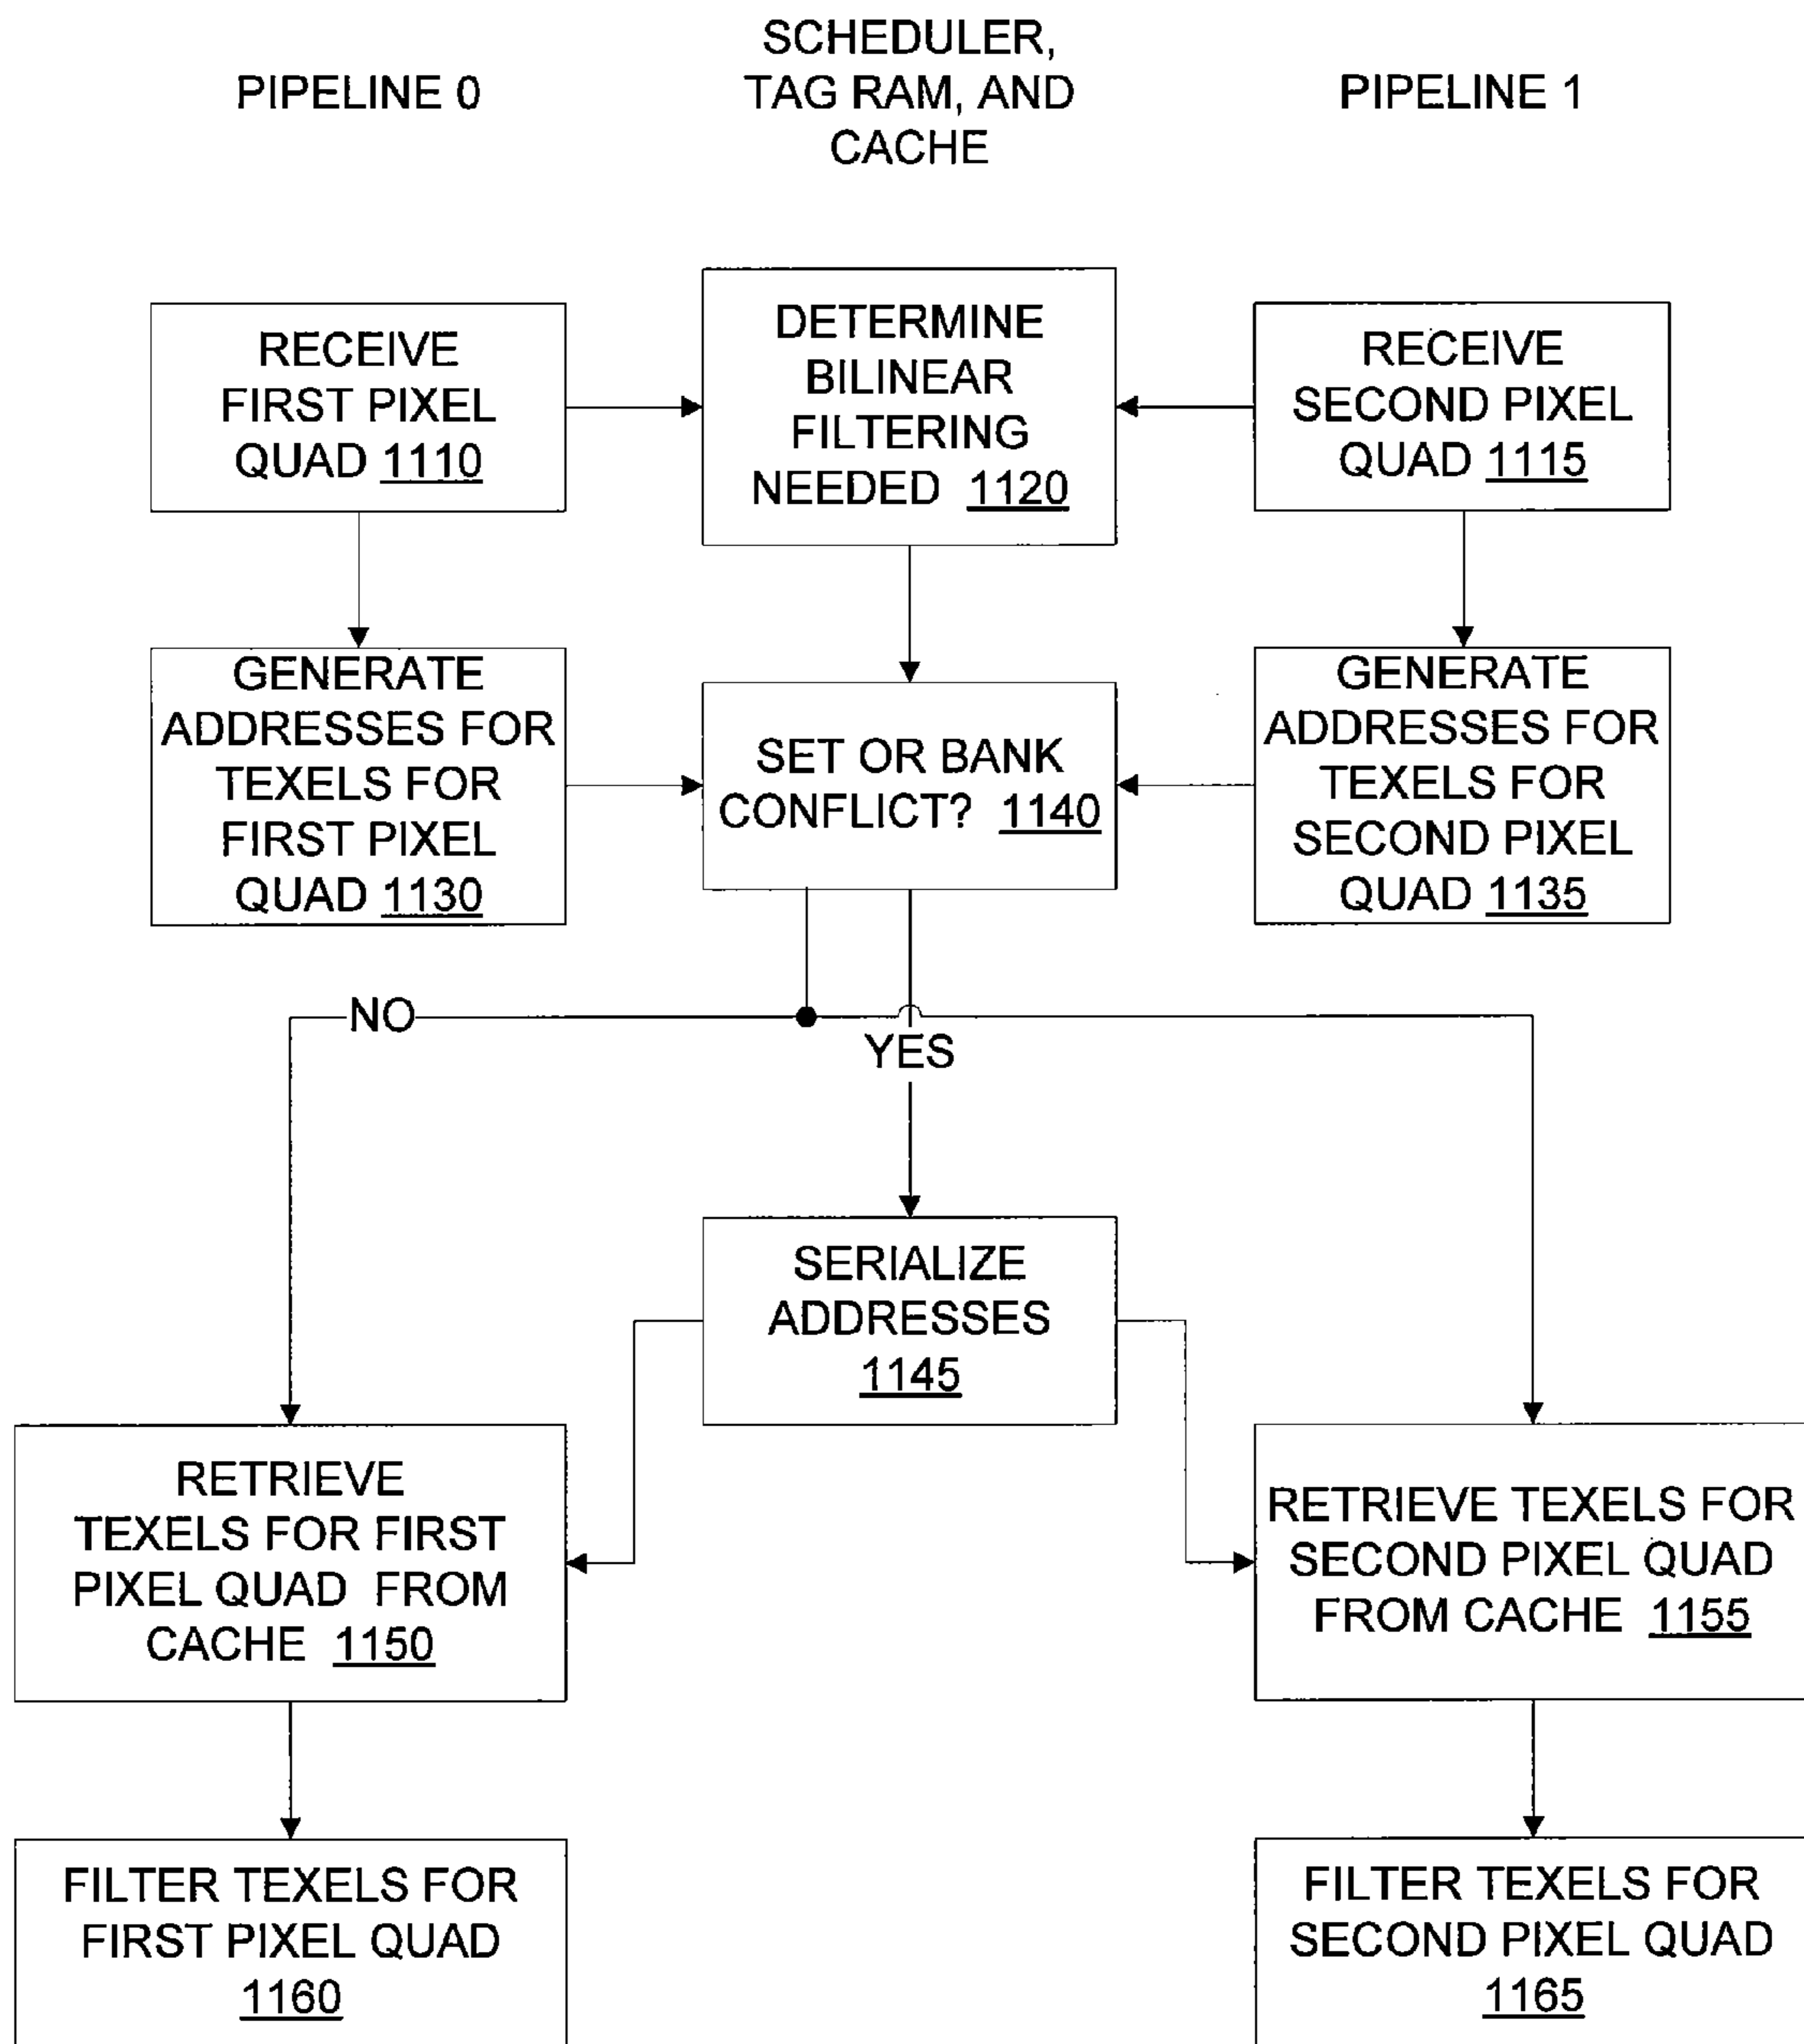 PIPELINE 0
SCHEDULER,
TAG RAM, AND
CACHE
PIPELINE 1
RECEIVE
FIRST PIXEL
QUAD 1110
DETERMINE
BILINEAR
FILTERING
NEEDED 1120
RECEIVE
SECOND PIXEL
QUAD 1115
GENERATE
ADDRESSES FOR
TEXELS FOR
FIRST PIXEL
QUAD 1130
SET OR BANK
CONFLICT? 1140
GENERATE
ADDRESSES FOR
TEXELS FOR
SECOND PIXEL
QUAD 1135
NO
YES
SERIALIZE
ADDRESSES
1145
RETRIEVE
TEXELS FOR FIRST
PIXEL QUAD FROM
CACHE 1150
RETRIEVE TEXELS FOR
SECOND PIXEL QUAD
FROM CACHE 1155
FILTER TEXELS FOR
FIRST PIXEL QUAD
1160
FILTER TEXELS FOR
SECOND PIXEL QUAD
1165